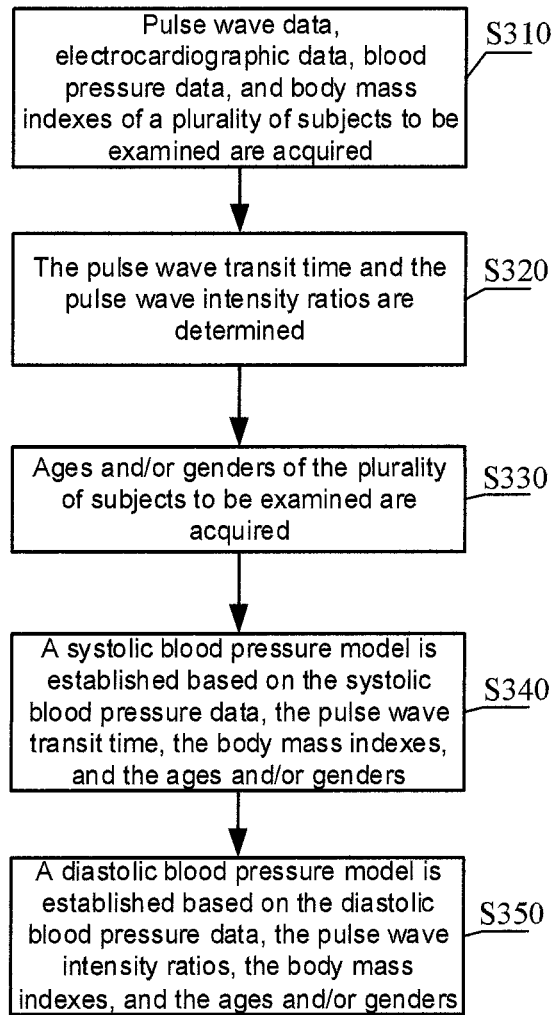 Pulse wave data,
electrocardiographic data, blood
pressure data, and body mass
indexes of a plurality of subjects to be
examined are acquired
S310
The pulse wave transit time and the
pulse wave intensity ratios are
determined
S320
Ages and/or genders of the plurality
of subjects to be examined are
acquired
S330
A systolic blood pressure model is
established based on the systolic
blood pressure data, the pulse wave
transit time, the body mass indexes,
and the ages and/or genders
S340
A diastolic blood pressure model is
established based on the diastolic
blood pressure data, the pulse wave
intensity ratios, the body mass
indexes, and the ages and/or genders
S350